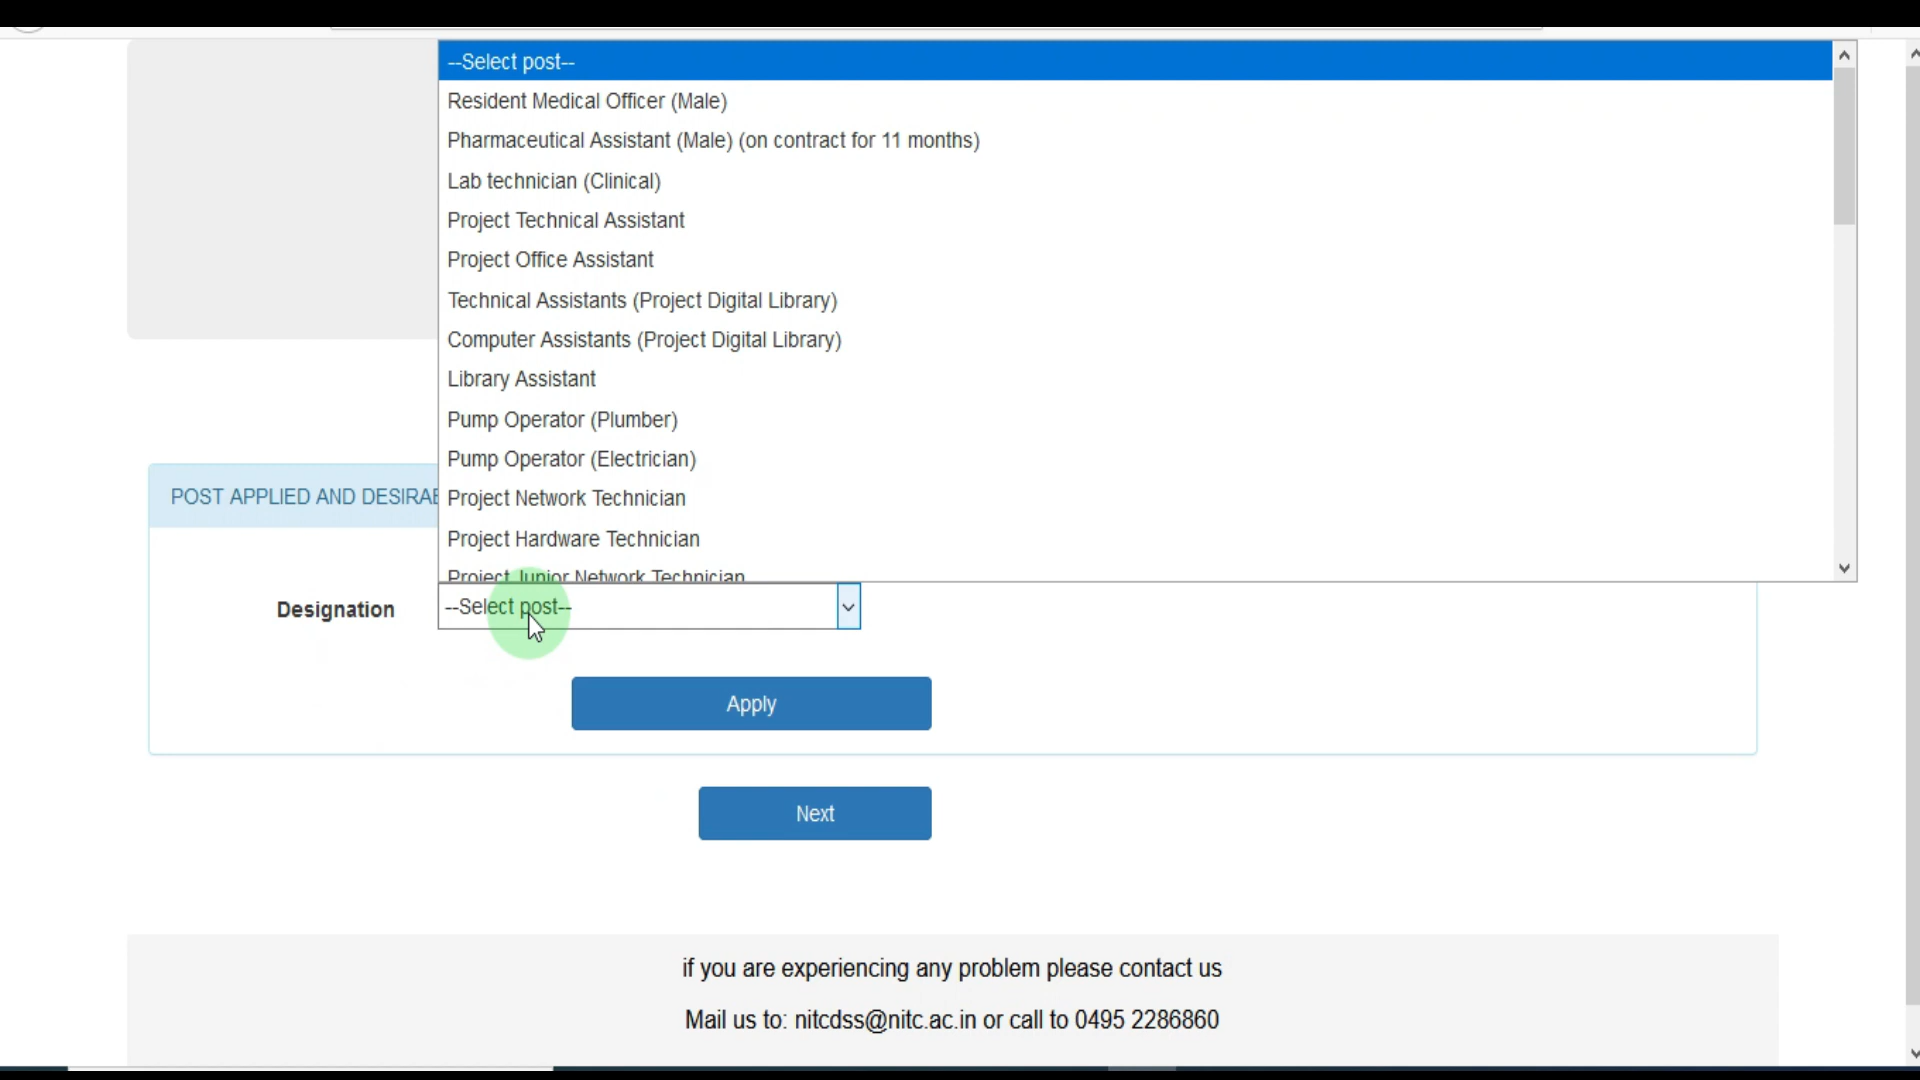 --Select post--
Resident Medical Officer (Male)
Pharmaceutical Assistant (Male) (on contract for 11 months)
Lab technician (Clinical)
Project Technical Assistant
Project Office Assistant
Technical Assistants (Project Digital Library)
Computer Assistants (Project Digital Library)
Library Assistant
Pump Operator (Plumber)
Pump Operator (Electrician)
POST APPLIED AND DESIRAB
Project Network Technician
Project Hardware Technician
Project Junior Network Technician
Designation
--Select post--
Apply
Next
if you are experiencing any problem please contact us
Mail us to: nitcdss@nitc.ac.in or call to 0495 2286860